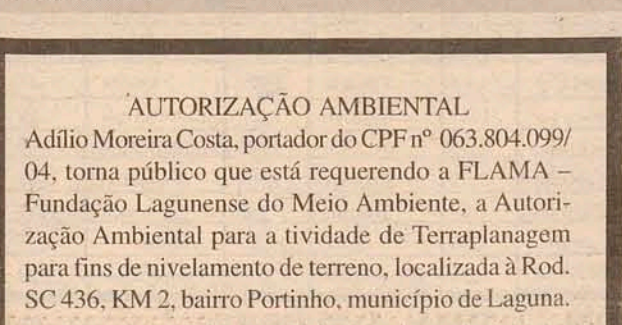 AUTORIZAÇÃO AMBIENTAL
Adílio Moreira Costa, portador do CPF nº 063.804.099/
04, torna público que está requerendo a FLAMA –
Fundação Lagunense do Meio Ambiente, a Autori-
zação Ambiental para a tividade de Terraplanagem
para fins de nivelamento de terreno, localizada à Rod.
SC 436, KM 2, bairro Portinho, município de Laguna.